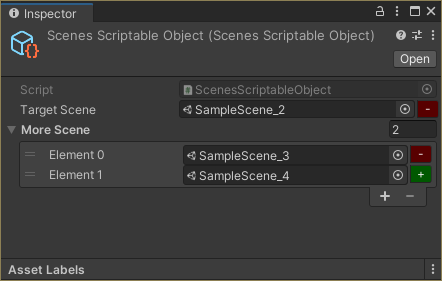 Inspector
Scenes Scriptable Object (Scenes Scriptable Object)
Open
Script ScenesScriptableObject
Target Scene SampleScene_2 -
More Scene 2
Element 0 SampleScene_3 -
Element 1 SampleScene_4 +
+ -
Asset Labels